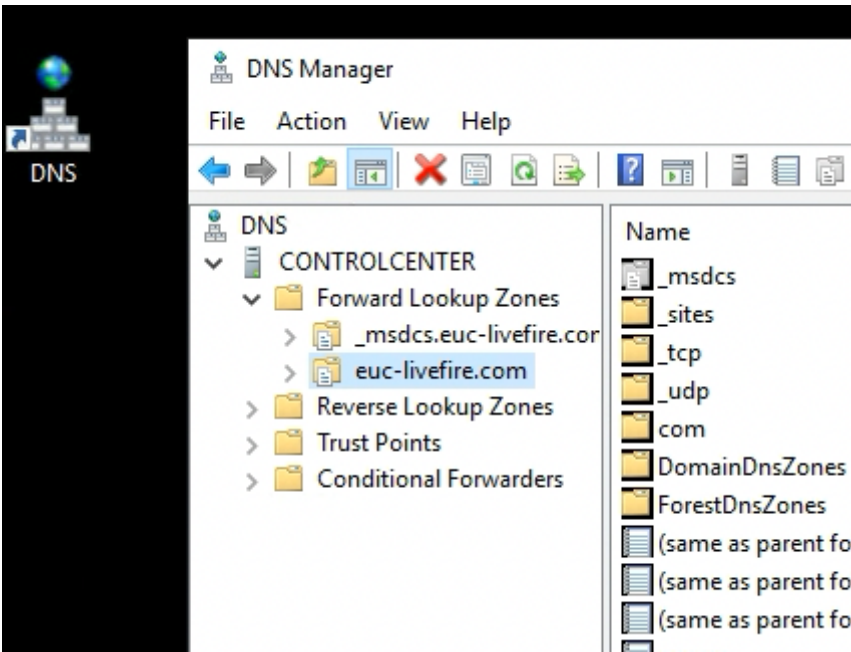 DNS
DNS Manager
File Action View Help
DNS
CONTROLCENTER
Forward Lookup Zones
_msdcs.euc-livefire.cor
euc-livefire.com
Reverse Lookup Zones
Trust Points
Conditional Forwarders
Name
_msdcs
_sites
_tcp
_udp
com
DomainDnsZones
ForestDnsZones
(same as parent fo
(same as parent fo
(same as parent fo